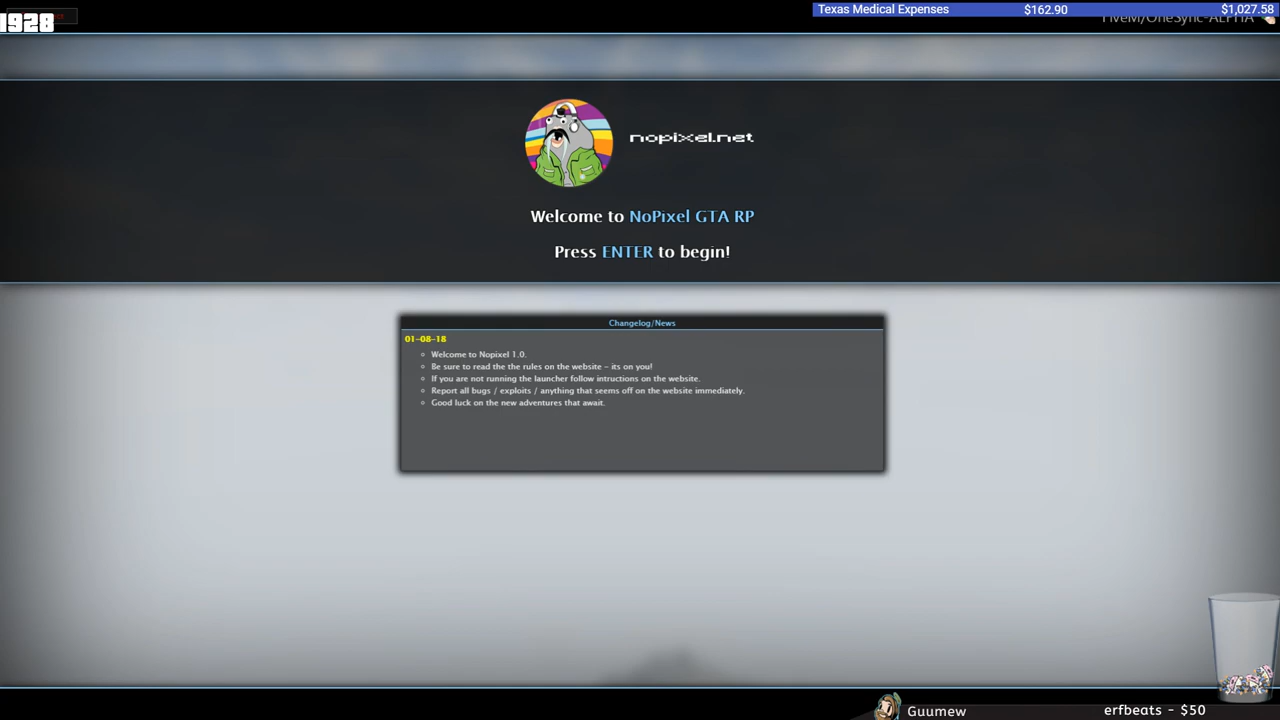 1928
Texas Medical Expenses $162.90 $1,027.58
FiveM/OneSync-ALPHA
nopixel.net
Welcome to NoPixel GTA RP
Press ENTER to begin!
Changelog/News
01-08-18
Welcome to Nopixel 1.0.
Be sure to read the the rules on the website - its on you!
If you are not running the launcher follow intructions on the website.
Report all bugs / exploits / anything that seems off on the website immediately.
Good luck on the new adventures that await.
Guumew erfbeats - $50